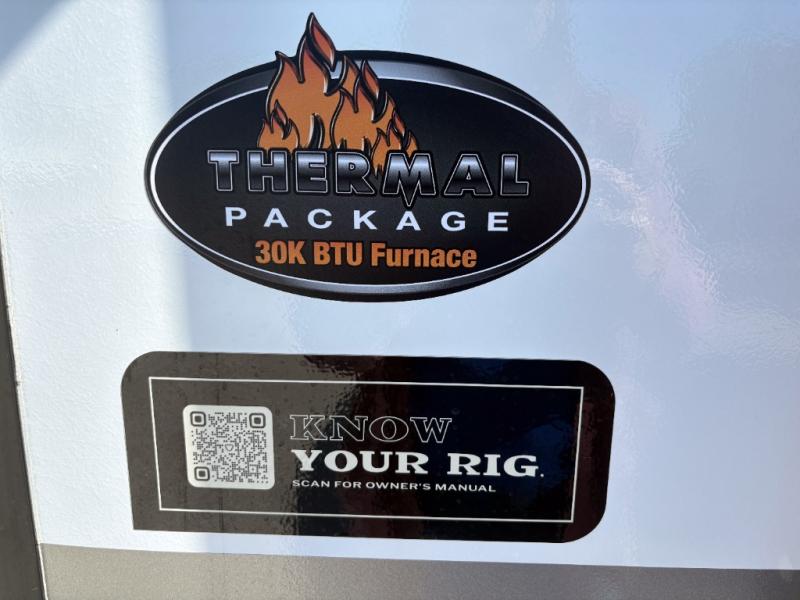 THERMAL
PACKAGE
30K BTU Furnace
KNOW
YOUR RIG.
SCAN FOR OWNER'S MANUAL